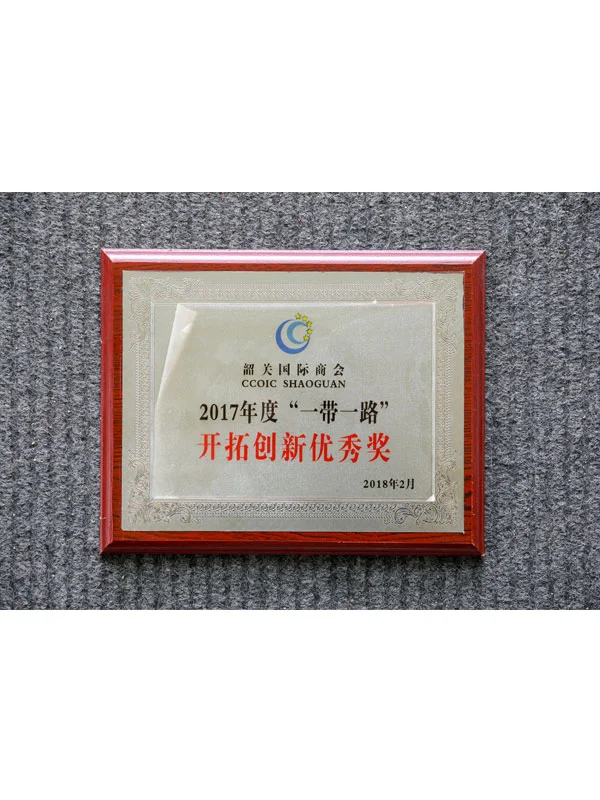 韶关国际商会
CCOIC SHAOGUAN
2017年度“一带一路”
开拓创新优秀奖
2018年2月